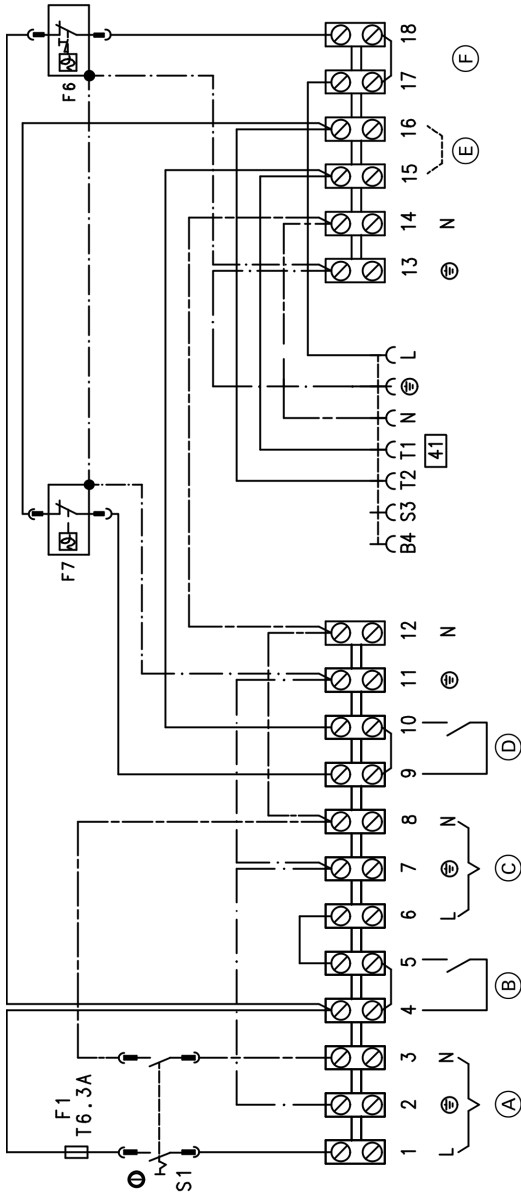 F6
F7
F1
T6.3A
S1
L
⏚
N
T1
T2
S3
B4
41
1 2 3 4 5 6 7 8 9 10 11 12 13 14 15 16 17 18
L ⏚ N L ⏚ N ⏚ N ⏚ N
A B C D E F